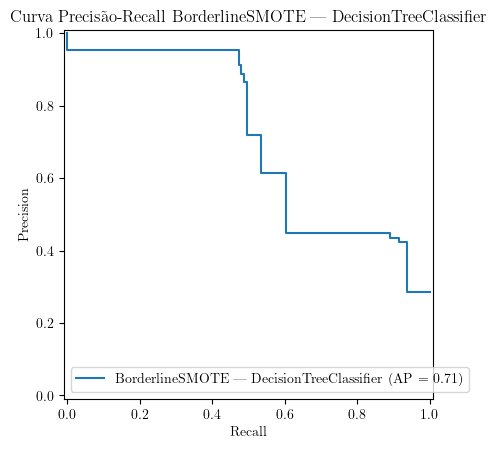 Curva Precisão-Recall BorderlineSMOTE — DecisionTreeClassifier
1.0
0.8
0.6
0.4
0.2
0.0
Precision
BorderlineSMOTE — DecisionTreeClassifier (AP = 0.71)
0.0 0.2 0.4 0.6 0.8 1.0
Recall